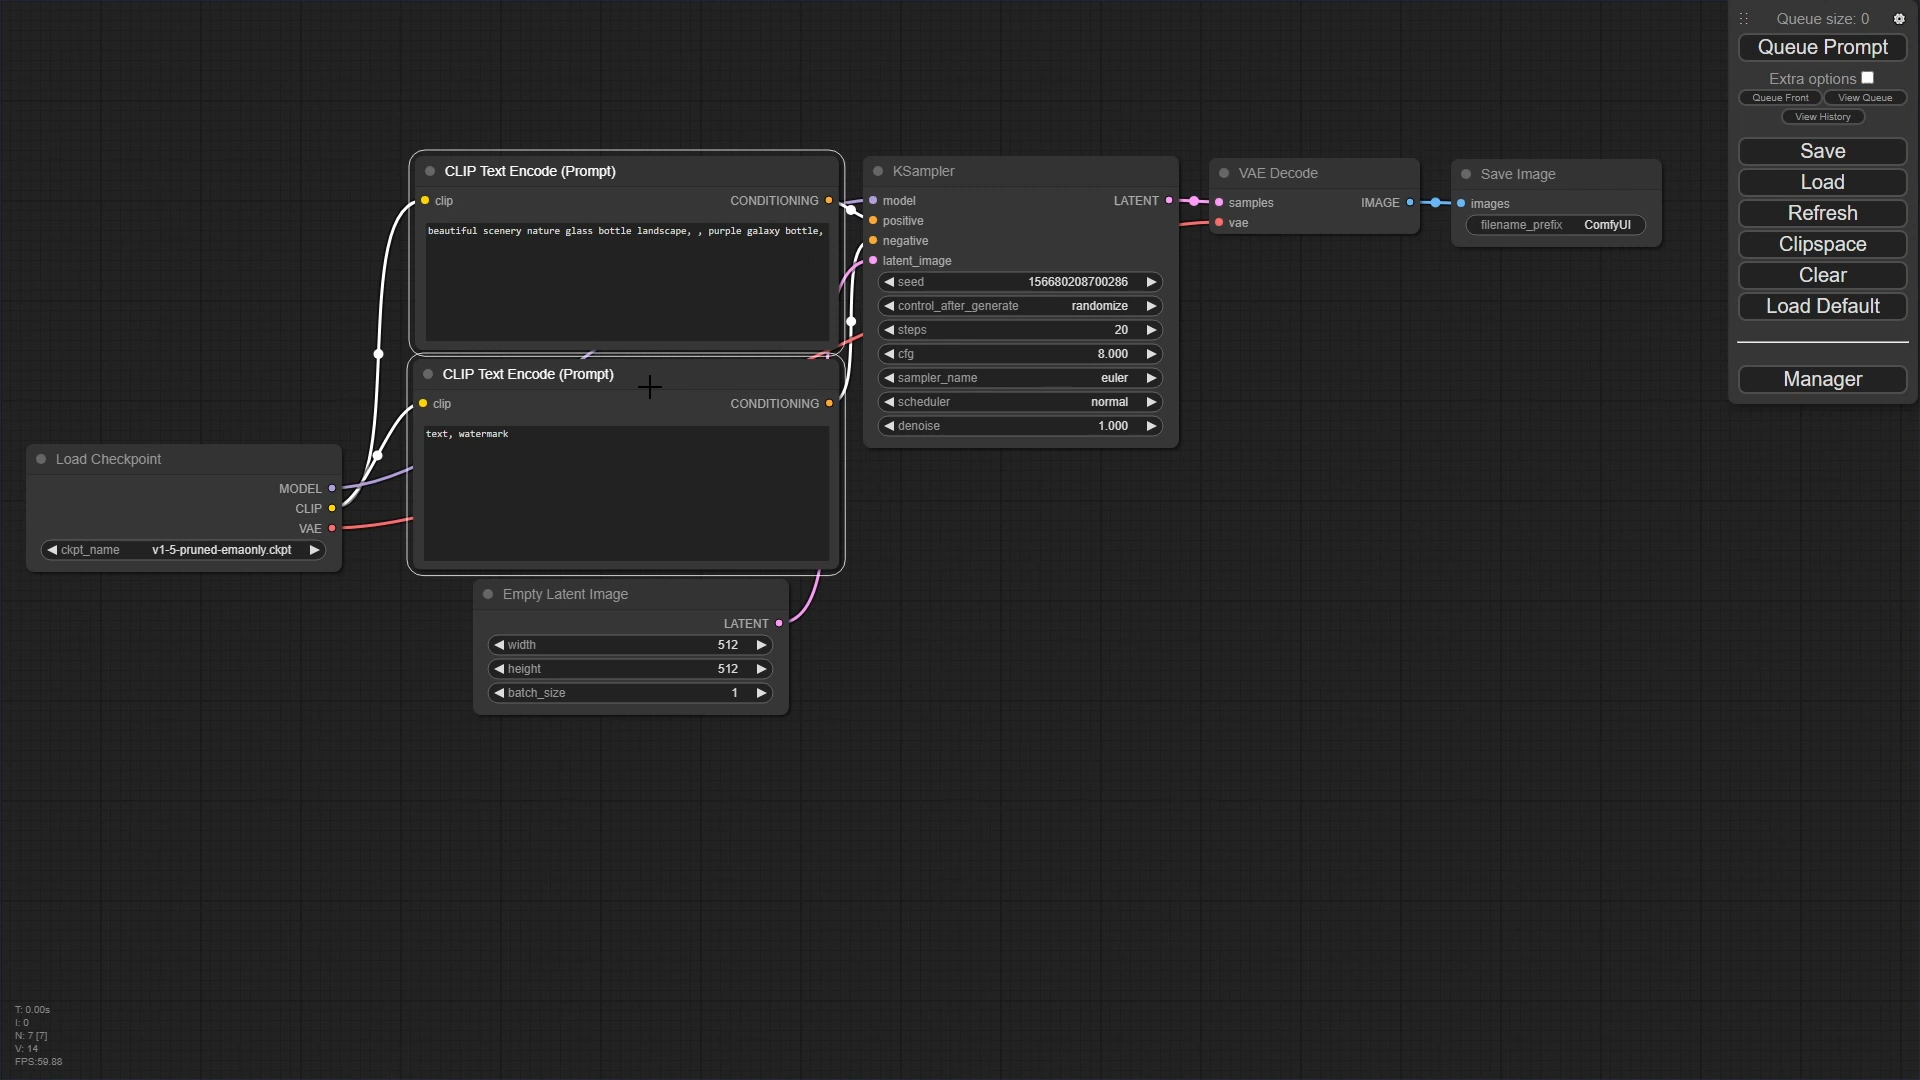 Queue size: 0
Queue Prompt
Extra options
Queue Front View Queue
View History
Save
Load
Refresh
Clipspace
Clear
Load Default
Manager
CLIP Text Encode (Prompt)
clip CONDITIONING
beautiful scenery nature glass bottle landscape, , purple galaxy bottle,
CLIP Text Encode (Prompt)
clip CONDITIONING
text, watermark
Load Checkpoint
MODEL
CLIP
VAE
ckpt_name v1-5-pruned-emaonly.ckpt
Empty Latent Image
LATENT
width 512
height 512
batch_size 1
KSampler
model LATENT
positive
negative
latent_image
seed 156680208700286
control_after_generate randomize
steps 20
cfg 8.000
sampler_name euler
scheduler normal
denoise 1.000
VAE Decode
samples IMAGE
vae
Save Image
images
filename_prefix ComfyUI
T: 0.00s
I: 0
N: 7 [7]
V: 14
FPS:59.88